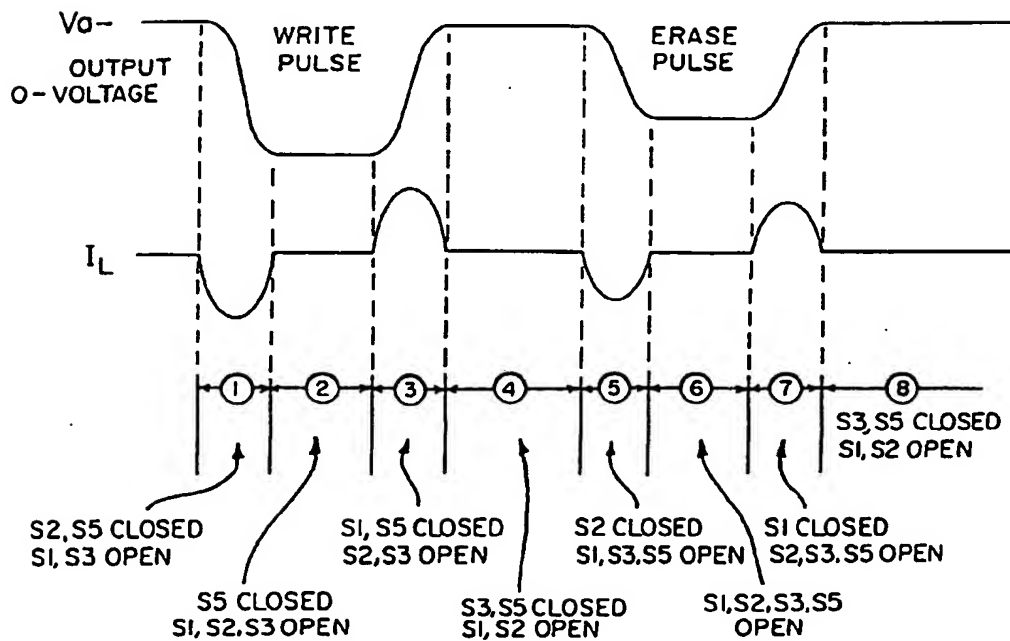 Va-
WRITE
PULSE
ERASE
PULSE
OUTPUT
0-VOLTAGE
IL
1
2
3
4
5
6
7
8
S3,S5 CLOSED
S1,S2 OPEN
S2,S5 CLOSED
S1,S3 OPEN
S1,S5 CLOSED
S2,S3 OPEN
S2 CLOSED
S1,S3,S5 OPEN
S1 CLOSED
S2,S3.S5 OPEN
S5 CLOSED
S1,S2,S3 OPEN
S3,S5 CLOSED
S1,S2 OPEN
S1,S2,S3,S5
OPEN